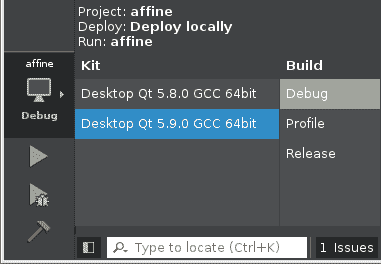 Project: affine
Deploy: Deploy locally
Run: affine
affine
Debug
Kit
Build
Desktop Qt 5.8.0 GCC 64bit
Debug
Desktop Qt 5.9.0 GCC 64bit
Profile
Release
Type to locate (Ctrl+K)
1 Issues